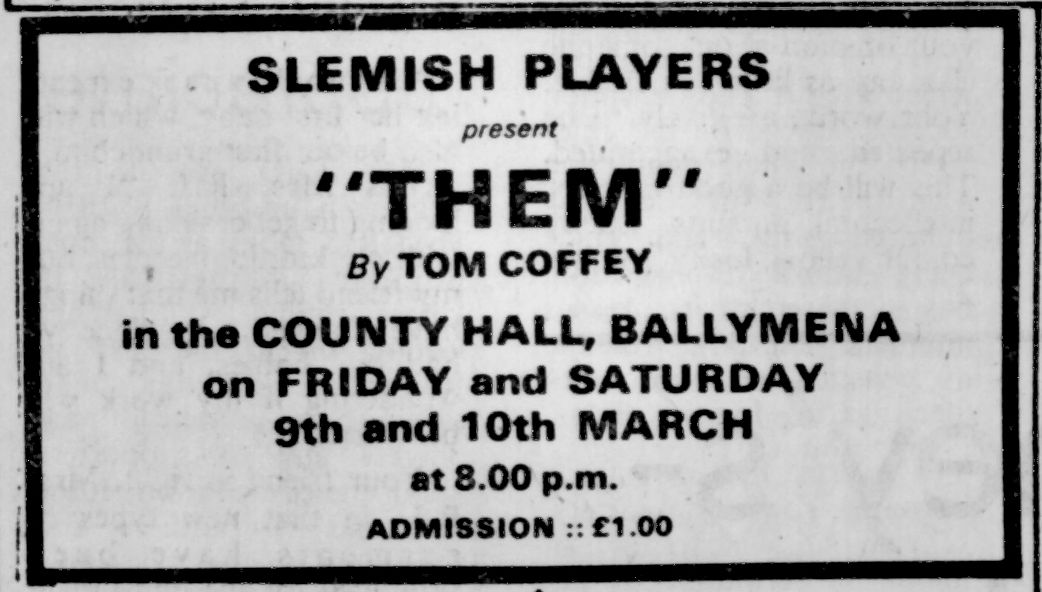 SLEMISH PLAYERS
present
"THEM"
By TOM COFFEY
in the COUNTY HALL, BALLYMENA
on FRIDAY and SATURDAY
9th and 10th MARCH
at 8.00 p.m.
ADMISSION :: £1.00